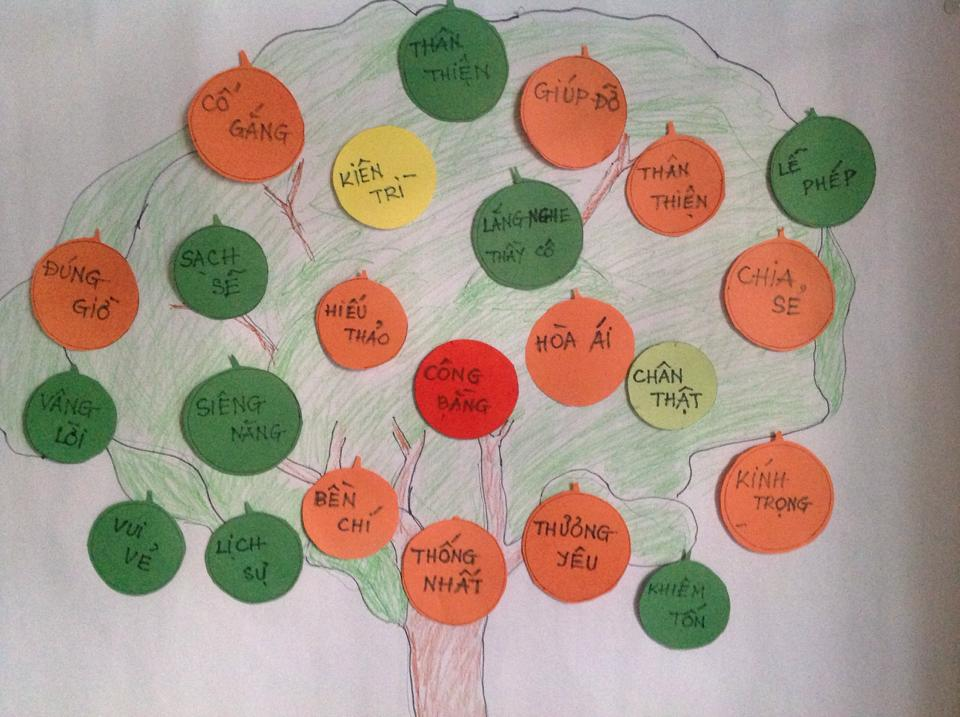 THÂN
THIỆN
CỐ
GẮNG
GIÚP ĐỠ
KIÊN
TRÌ
THÂN
THIỆN
LỄ
PHÉP
LẮNG NGHE
THẦY CÔ
SẠCH
SẼ
ĐÚNG
GIỜ
CHIA
SẺ
HIẾU
THẢO
HÒA ÁI
CÔNG
BẰNG
CHÂN
THẬT
VÂNG
LỜI
SIÊNG
NĂNG
KÍNH
TRỌNG
BỀN
CHÍ
VUI
VẺ
LỊCH
SỰ
THỐNG
NHẤT
THƯƠNG
YÊU
KHIÊM
TỐN